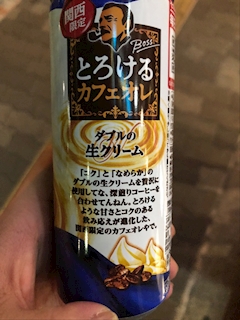 関西
限定
Boss
とろける
カフェオレ
ダブルの
生クリーム
「コク」と「なめらか」の
ダブルの生クリームを贅沢に
使用してな、深煎りコーヒーを
合わせてんねん。とろける
ような甘さとコクのある
飲み応えが進化した、
関西限定のカフェオレやで。